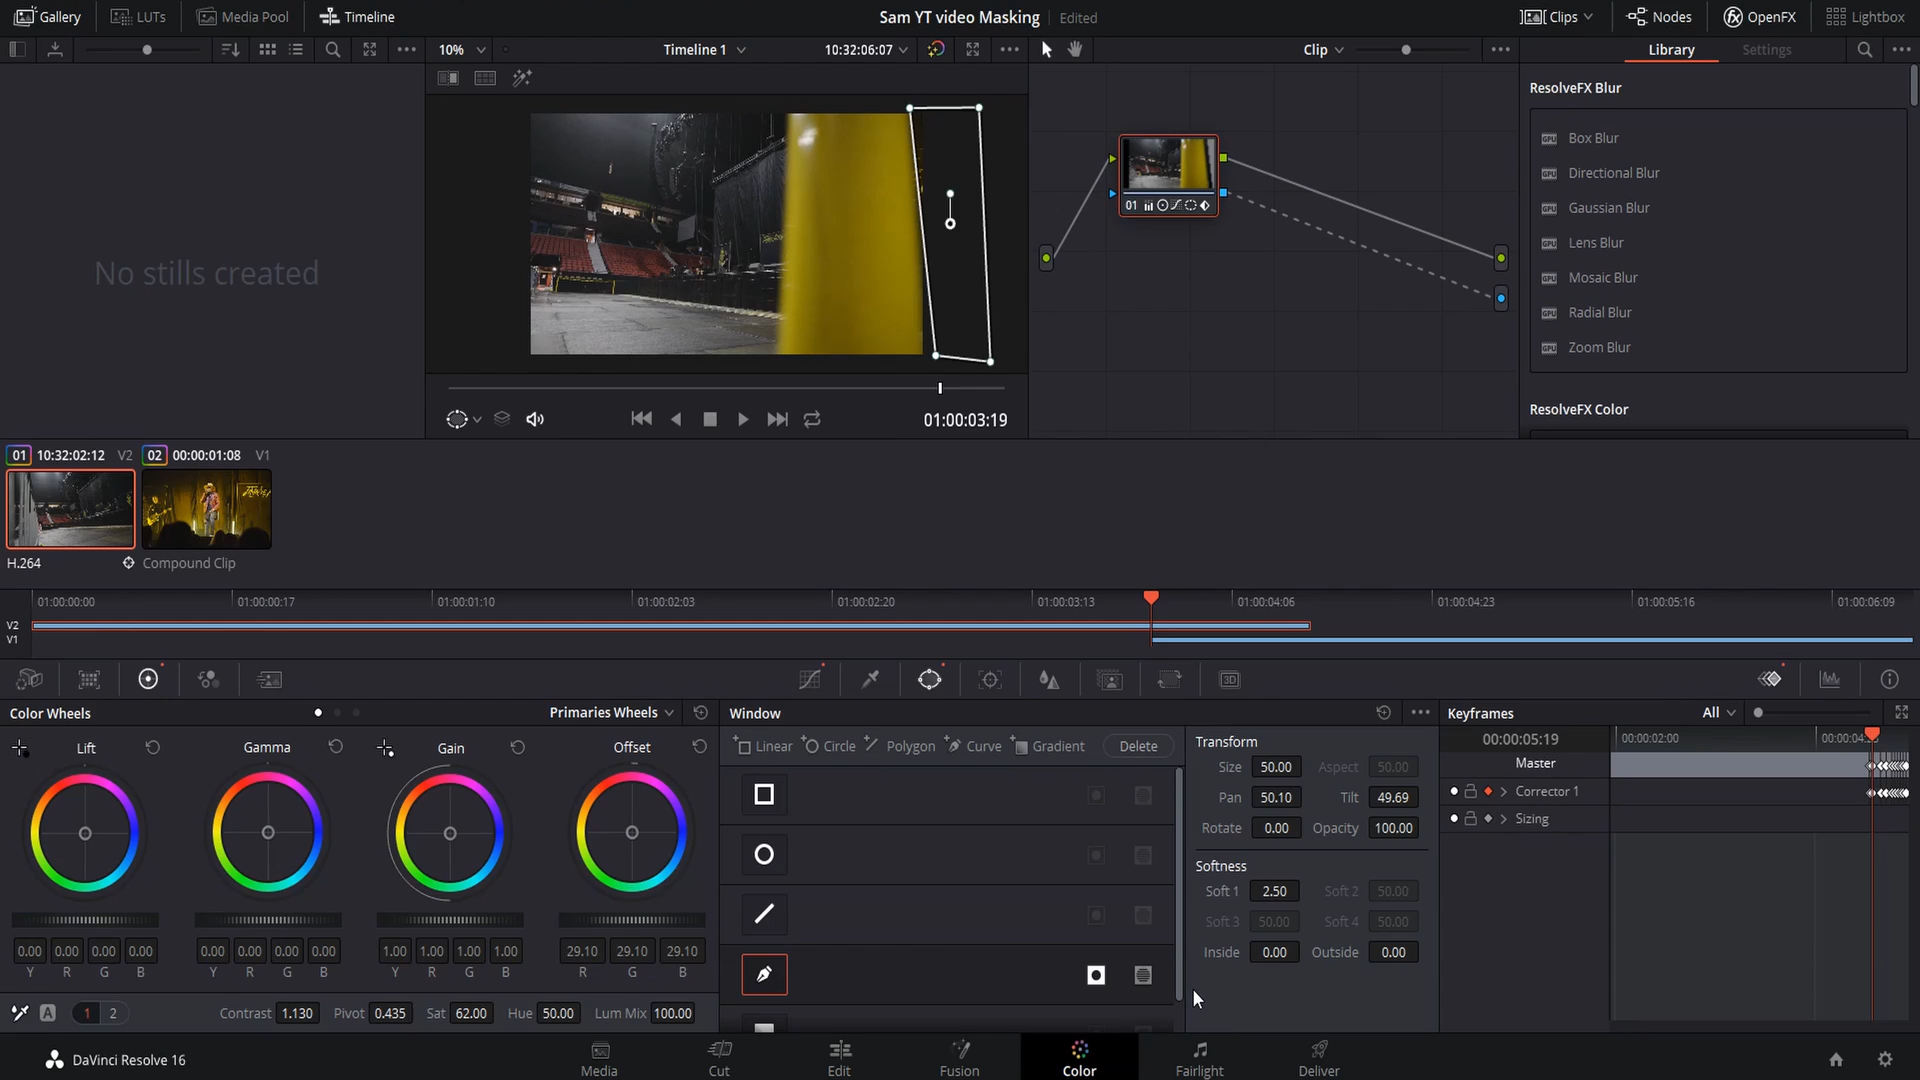 Gallery LUTs Media Pool Timeline Sam YT video Masking Edited Clips Nodes OpenFX Lightbox
10% Timeline 1 10:32:06:07 Clip Library Settings
ResolveFX Blur
Box Blur
Directional Blur
Gaussian Blur
Lens Blur
Mosaic Blur
Radial Blur
Zoom Blur
ResolveFX Color
No stills created
01
01:00:03:19
01 10:32:02:12 V2 02 00:00:01:08 V1
H.264 Compound Clip
01:00:00:00 01:00:00:17 01:00:01:10 01:00:02:03 01:00:02:20 01:00:03:13 01:00:04:06 01:00:04:23 01:00:05:16 01:00:06:09
V2
V1
3D
Color Wheels Primaries Wheels Window Keyframes All
Lift Gamma Gain Offset
Linear Circle Polygon Curve Gradient Delete
Transform
Size 50.00 Aspect 50.00
Pan 50.10 Tilt 49.69
Rotate 0.00 Opacity 100.00
Softness
Soft 1 2.50 Soft 2 50.00
Soft 3 50.00 Soft 4 50.00
Inside 0.00 Outside 0.00
00:00:05:19 00:00:02:00
Master
Corrector 1
Sizing
0.00 0.00 0.00 0.00 0.00 0.00 0.00 0.00 1.00 1.00 1.00 1.00 29.10 29.10 29.10
Y R G B Y R G B Y R G B R G B
A 1 2 Contrast 1.130 Pivot 0.435 Sat 62.00 Hue 50.00 Lum Mix 100.00
DaVinci Resolve 16 Media Cut Edit Fusion Color Fairlight Deliver